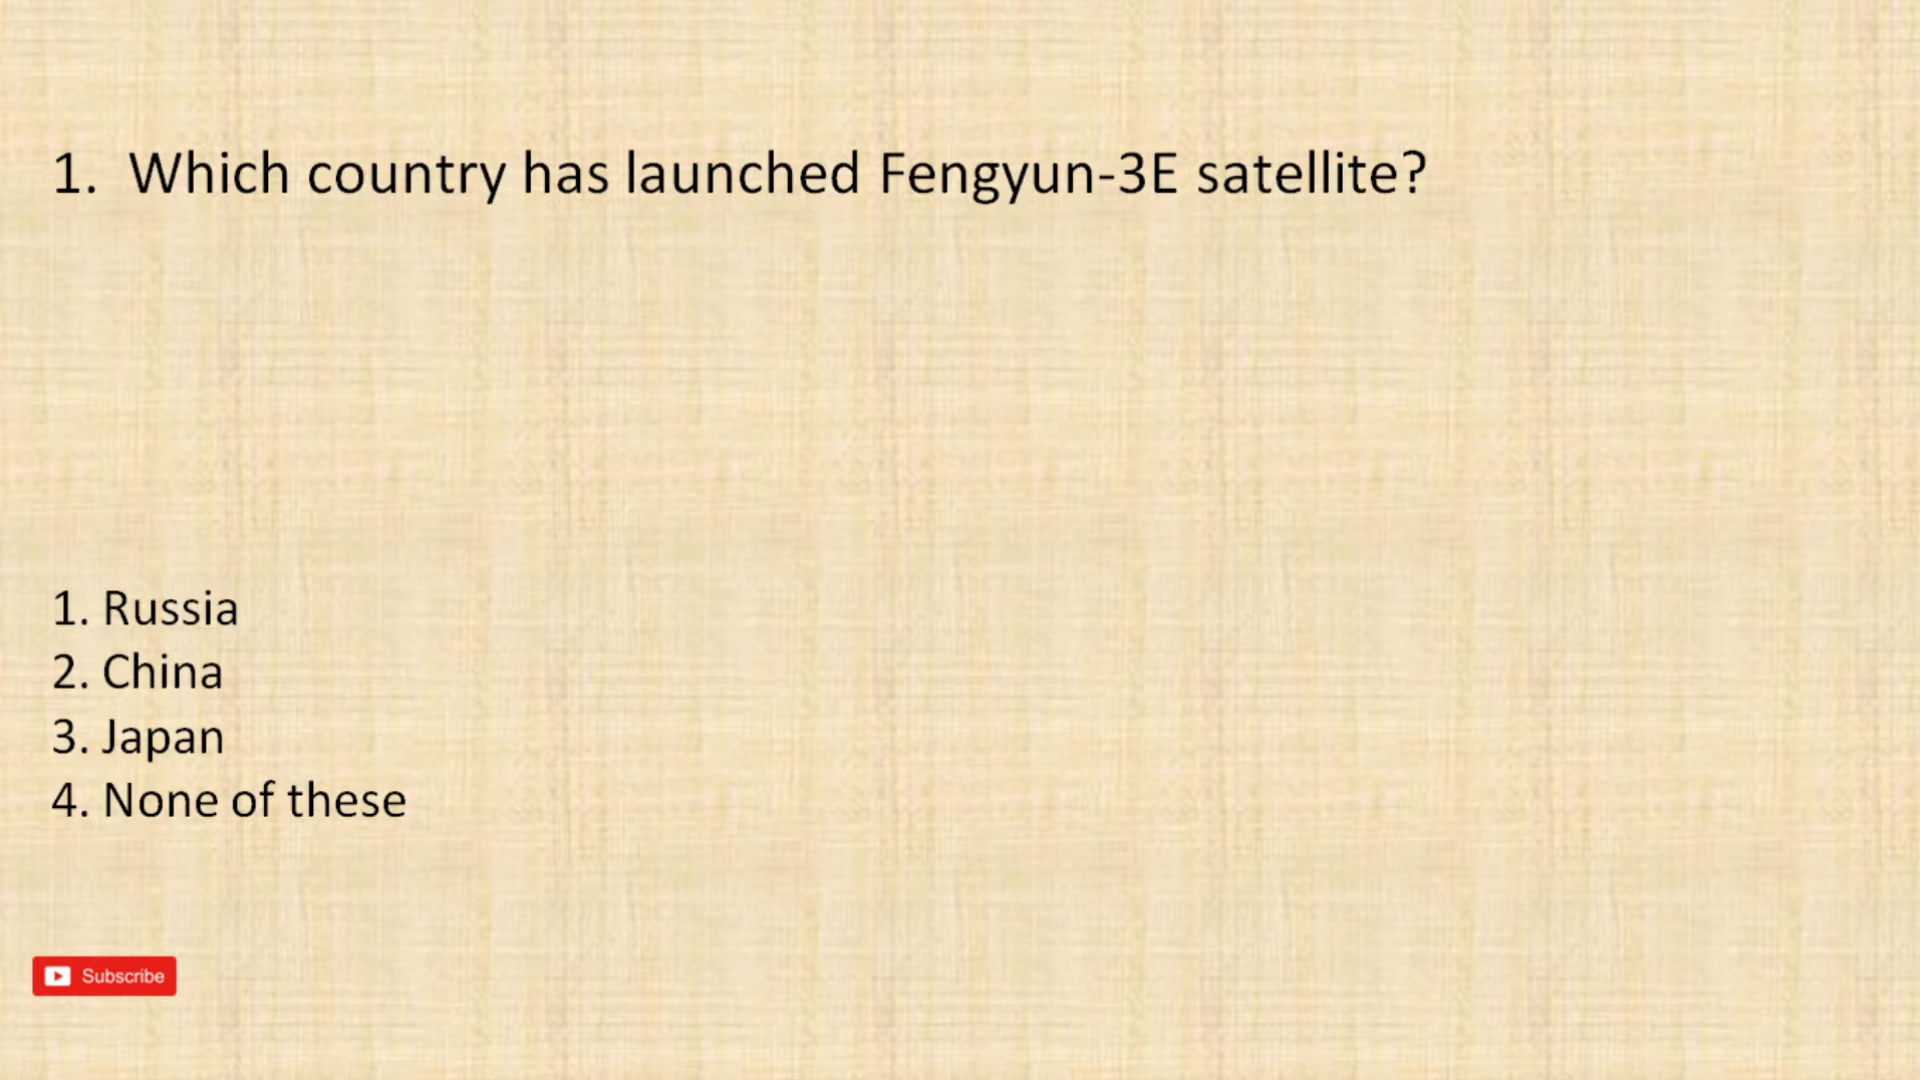 1. Which country has launched Fengyun-3E satellite?
1. Russia
2. China
3. Japan
4. None of these
Subscribe